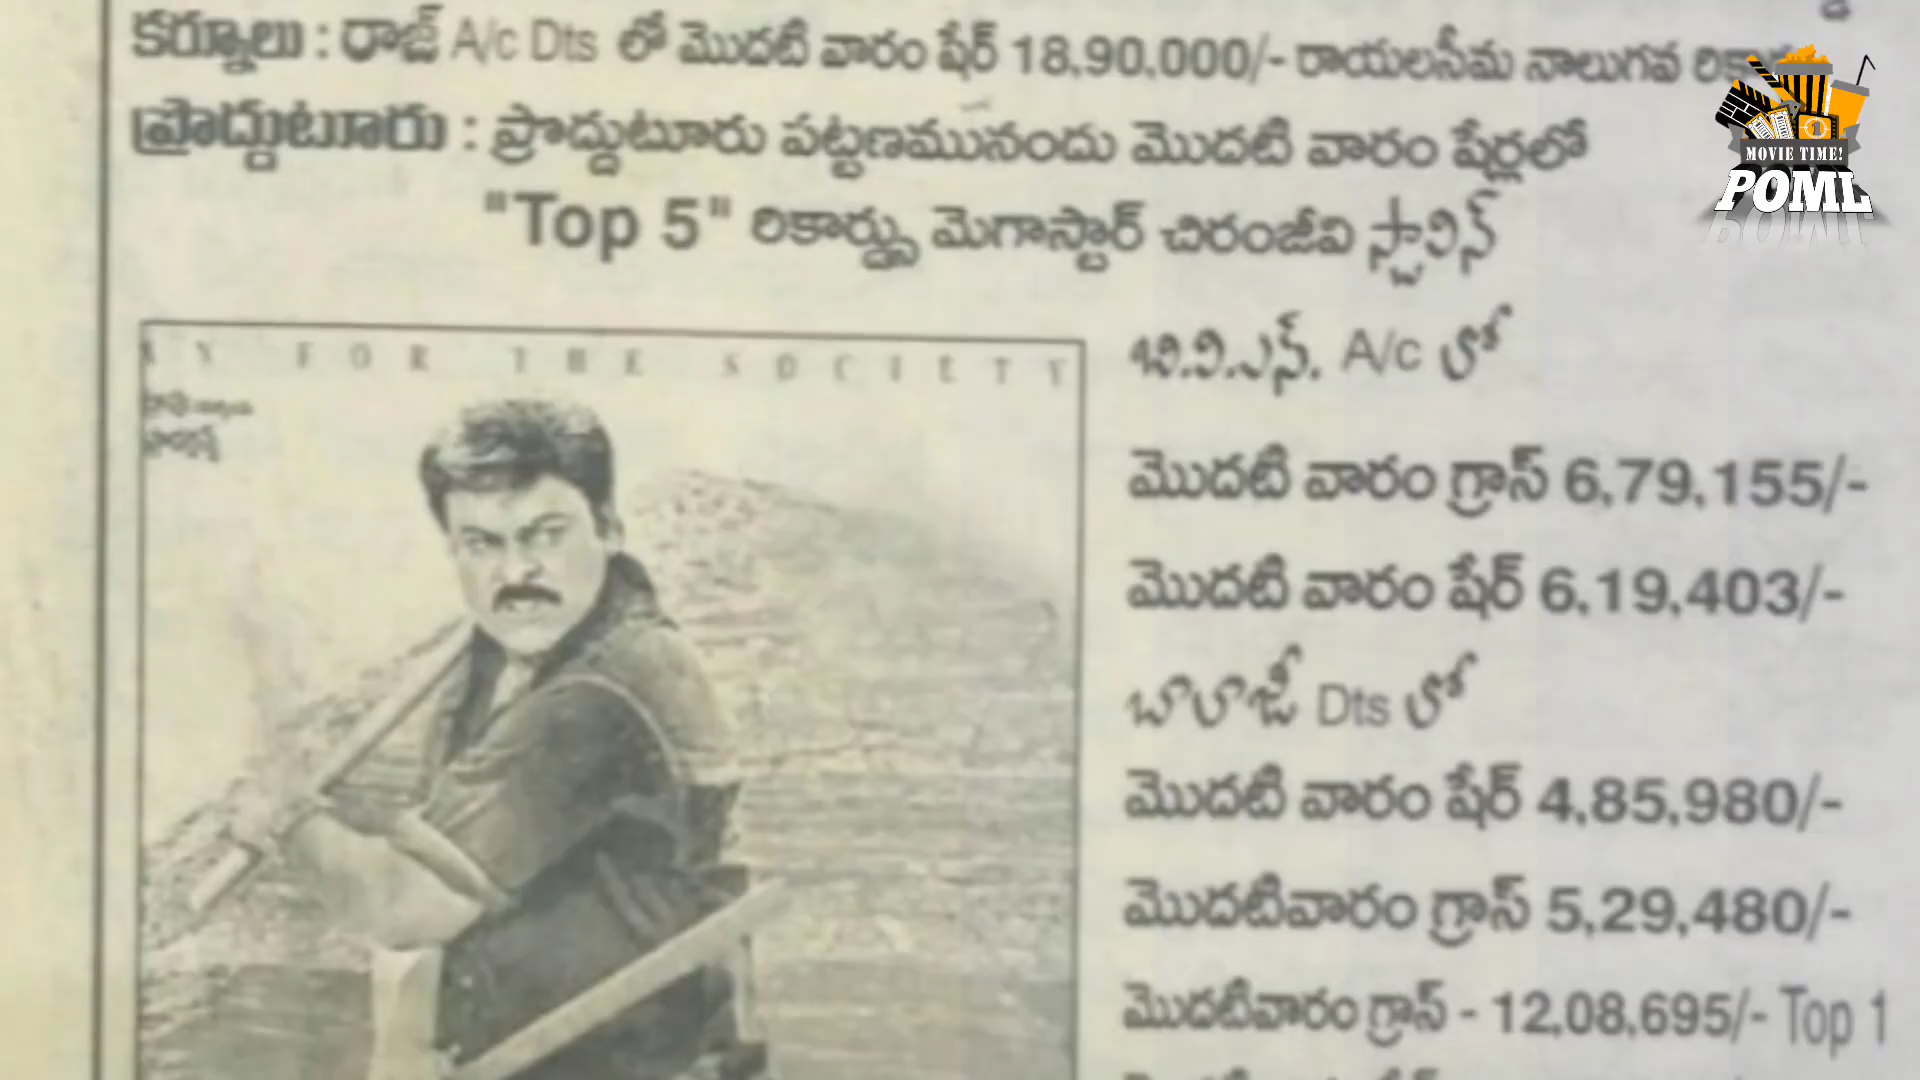 కర్నూలు : రాజ్ A/c Dts లో మొదటి వారం షేర్ 18,90,000/- రాయలసీమ నాలుగవ
ప్రొద్దుటూరు : ప్రొద్దుటూరు పట్టణమునందు మొదటి వారం షేర్లలో
"Top 5" రికార్డ్సు మెగాస్టార్ చిరంజీవి స్టాలిన్
MOVIE TIME!
POML
FOR THE SOCIETY
బి.వి.ఎస్. A/c లో
మొదటి వారం గ్రాస్ 6,79,155/-
మొదటి వారం షేర్ 6,19,403/-
బాలాజీ Dts లో
మొదటి వారం షేర్ 4,85,980/-
మొదటివారం గ్రాస్ 5,29,480/-
మొదటివారం గ్రాస్ - 12,08,695/- Top 1